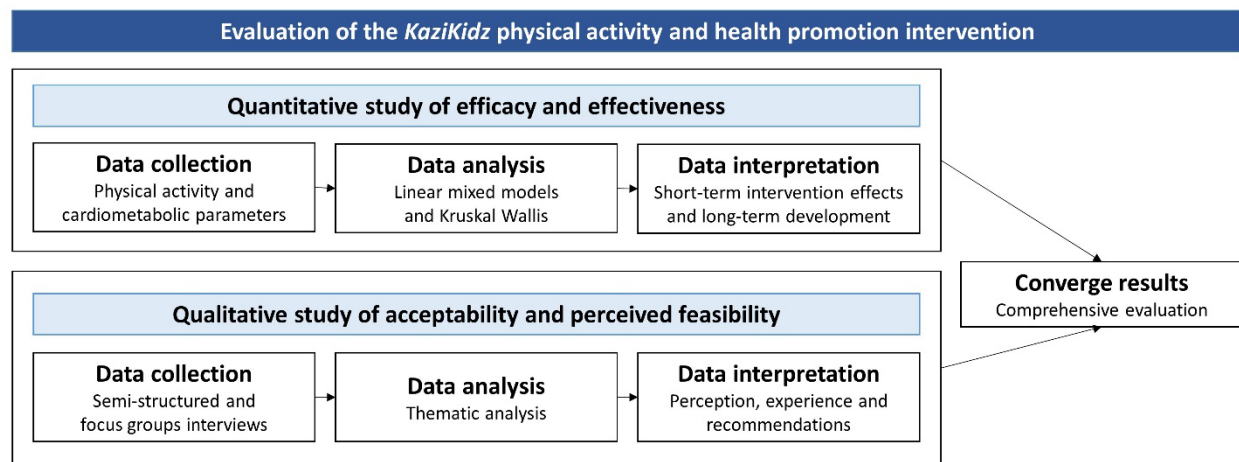 Evaluation of the KaziKidz physical activity and health promotion intervention
Quantitative study of efficacy and effectiveness
Data collection
Physical activity and
cardiometabolic parameters
Data analysis
Linear mixed models
and Kruskal Wallis
Data interpretation
Short-term intervention effects
and long-term development
Qualitative study of acceptability and perceived feasibility
Data collection
Semi-structured and
focus groups interviews
Data analysis
Thematic analysis
Data interpretation
Perception, experience and
recommendations
Converge results
Comprehensive evaluation